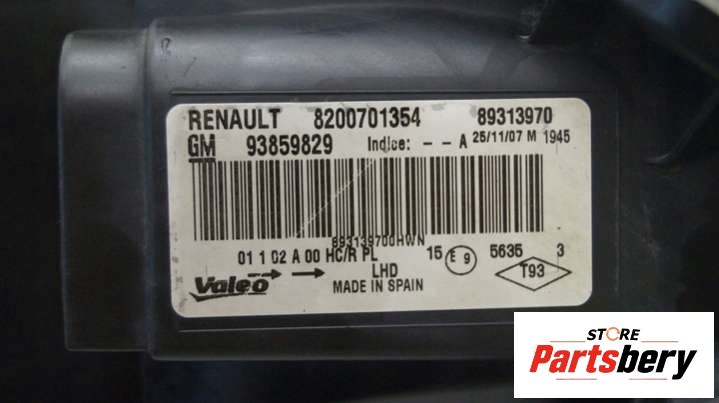 RENAULT 8200701354 89313970
GM 93859829 Indice: - - A 25/11/07 M 1945
893139700HWN
01 1 02 A 00 HC/R PL 15 E 9 5635 3
LHD T93
Valeo MADE IN SPAIN
STORE
Partsbery